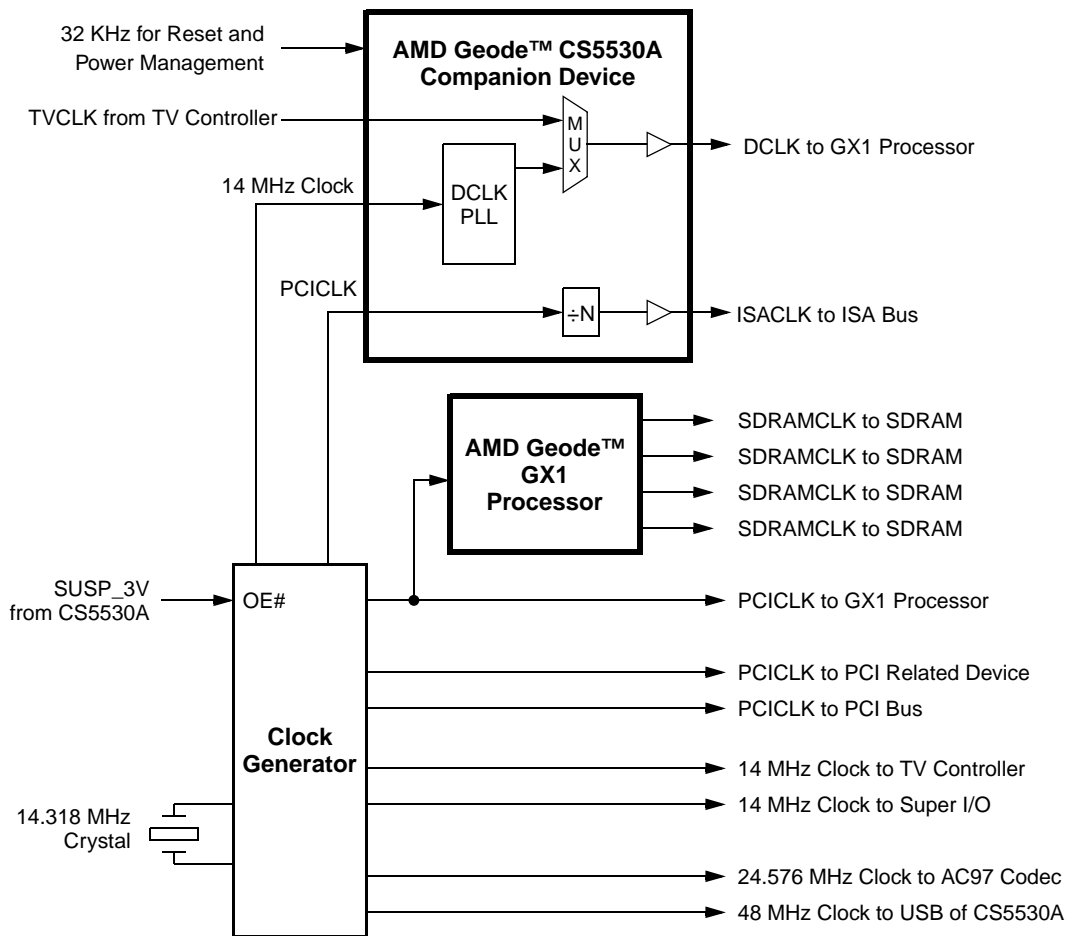 32 KHz for Reset and
Power Management
AMD Geode™ CS5530A
Companion Device
TVCLK from TV Controller
M
U
X
DCLK to GX1 Processor
14 MHz Clock
DCLK
PLL
PCICLK
÷N
ISACLK to ISA Bus
AMD Geode™
GX1
Processor
SDRAMCLK to SDRAM
SDRAMCLK to SDRAM
SDRAMCLK to SDRAM
SDRAMCLK to SDRAM
SUSP_3V
from CS5530A
OE#
PCICLK to GX1 Processor
PCICLK to PCI Related Device
PCICLK to PCI Bus
Clock
Generator
14 MHz Clock to TV Controller
14 MHz Clock to Super I/O
14.318 MHz
Crystal
24.576 MHz Clock to AC97 Codec
48 MHz Clock to USB of CS5530A